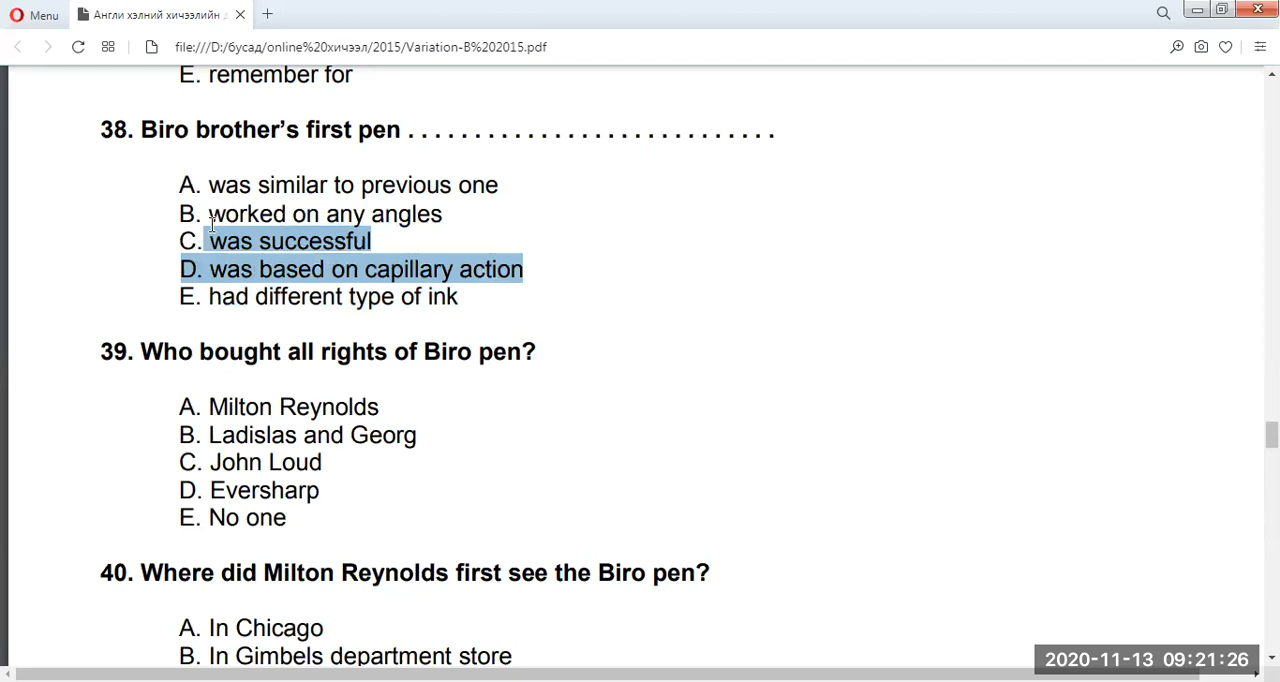 Menu
Англи хэлний хичээлийн
file:///D:/бусад/online%20хичээл/2015/Variation-B%202015.pdf
E. remember for
38. Biro brother's first pen . . . . . . . . . . . . . . . . . . . . . . . . . . . .
A. was similar to previous one
B. worked on any angles
C. was successful
D. was based on capillary action
E. had different type of ink
39. Who bought all rights of Biro pen?
A. Milton Reynolds
B. Ladislas and Georg
C. John Loud
D. Eversharp
E. No one
40. Where did Milton Reynolds first see the Biro pen?
A. In Chicago
B. In Gimbels department store
2020-11-13 09:21:26